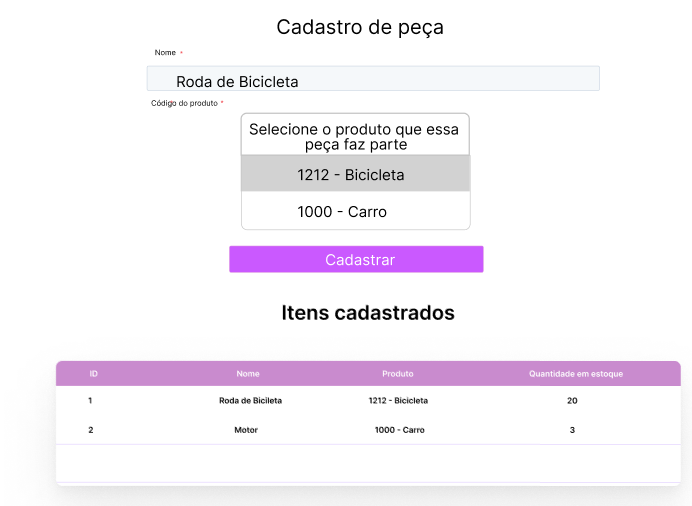 Cadastro de peça
Nome *
Roda de Bicicleta
Código do produto *
Selecione o produto que essa
peça faz parte
1212 - Bicicleta
1000 - Carro
Cadastrar
Itens cadastrados
ID Nome Produto Quantidade em estoque
1 Roda de Bicileta 1212 - Bicicleta 20
2 Motor 1000 - Carro 3